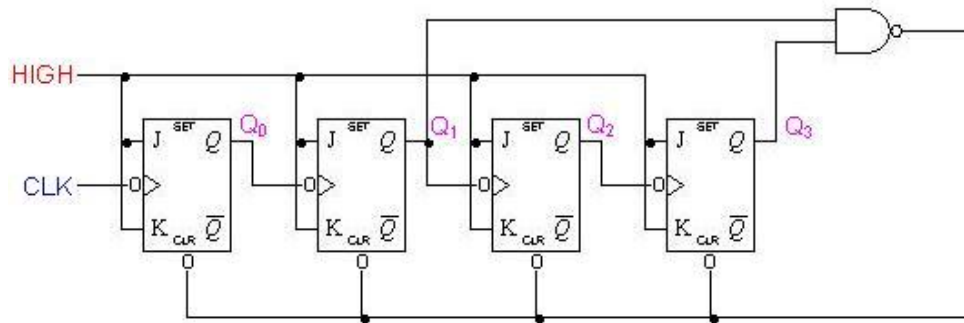 HIGH
J SET Q Q0 J SET Q Q1 J SET Q Q2 J SET Q Q3
CLK
K CLR Q̅ K CLR Q̅ K CLR Q̅ K CLR Q̅